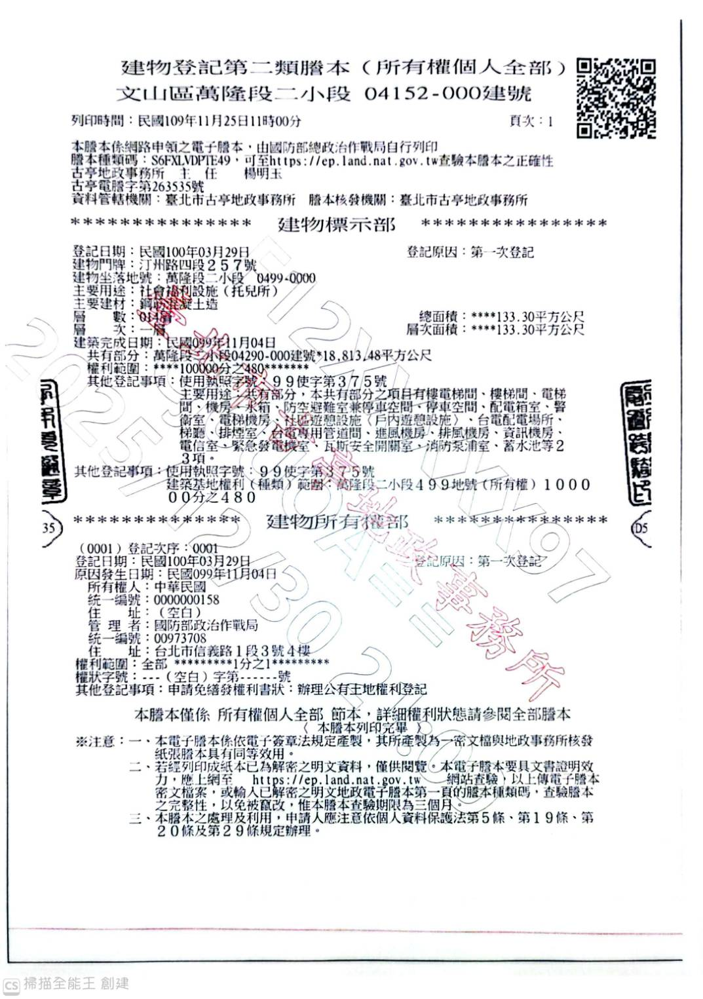 建物登記第二類謄本（所有權個人全部）
文山區萬隆段二小段 04152-000建號
列印時間：民國109年11月25日11時00分 頁次：1
本謄本係網路申領之電子謄本，由國防部總政治作戰局自行列印
謄本種類碼：S6FXLVDPTE49，可至https://ep.land.nat.gov.tw查驗本謄本之正確性
古亭地政事務所 主 任 楊明玉
古亭電謄字第263535號
資料管轄機關：臺北市古亭地政事務所 謄本核發機關：臺北市古亭地政事務所
**************** 建物標示部 ****************
登記日期：民國100年03月29日 登記原因：第一次登記
建物門牌：汀州路四段２５７號
建物坐落地號：萬隆段二小段 0499-0000
主要用途：社會福利設施（托兒所）
主要建材：鋼筋混凝土造
層 數：014層 總面積：****133.30平方公尺
層 次：一層 層次面積：****133.30平方公尺
建築完成日期：民國099年11月04日
共有部分：萬隆段二小段04290-000建號*18,813.48平方公尺
權利範圍：****100000分之480*******
其他登記事項：使用執照字號：９９使字第３７５號
主要用途：共有部分，本共有部分之項目有樓電梯間、樓梯間、電梯
間、機房、水箱、防空避難室兼停車空間、停車空間、配電箱室、警
衛室、電梯機房、社區遊憩設施（戶內遊憩設施）、台電配電場所、
梯廳、排煙室、台電專用管道間、進風機房、排風機房、資訊機房、
電信室、緊急發電機室、瓦斯安全開關室、消防泵浦室、蓄水池等２
３項。
其他登記事項：使用執照字號：９９使字第３７５號
建築基地權利（種類）範圍：萬隆段二小段４９９地號（所有權）１０００
００分之４８０
*************** 建物所有權部 ****************
（0001）登記次序：0001
登記日期：民國100年03月29日 登記原因：第一次登記
原因發生日期：民國099年11月04日
所有權人：中華民國
統一編號：0000000158
住 址：（空白）
管 理 者：國防部政治作戰局
統一編號：00973708
住 址：台北市信義路１段３號４樓
權利範圍：全部 *********1分之1*********
權狀字號：---（空白）字第------號
其他登記事項：申請免繕發權利書狀：辦理公有土地權利登記
本謄本僅係 所有權個人全部 節本，詳細權利狀態請參閱全部謄本
〈 本謄本列印完畢 〉
※注意：一、本電子謄本係依電子簽章法規定產製，其所產製為一密文檔與地政事務所核發
紙張謄本具有同等效用。
二、若經列印成紙本已為解密之明文資料，僅供閱覽。本電子謄本要具文書證明效
力，應上網至 https://ep.land.nat.gov.tw 網站查驗，以上傳電子謄本
密文檔案，或輸入已解密之明文地政電子謄本第一頁的謄本種類碼，查驗謄本
之完整性，以免被竄改，惟本謄本查驗期限為三個月。
三、本謄本之處理及利用，申請人應注意依個人資料保護法第５條、第１９條、第
２０條及第２９條規定辦理。
35
D5
CS 掃描全能王 創建